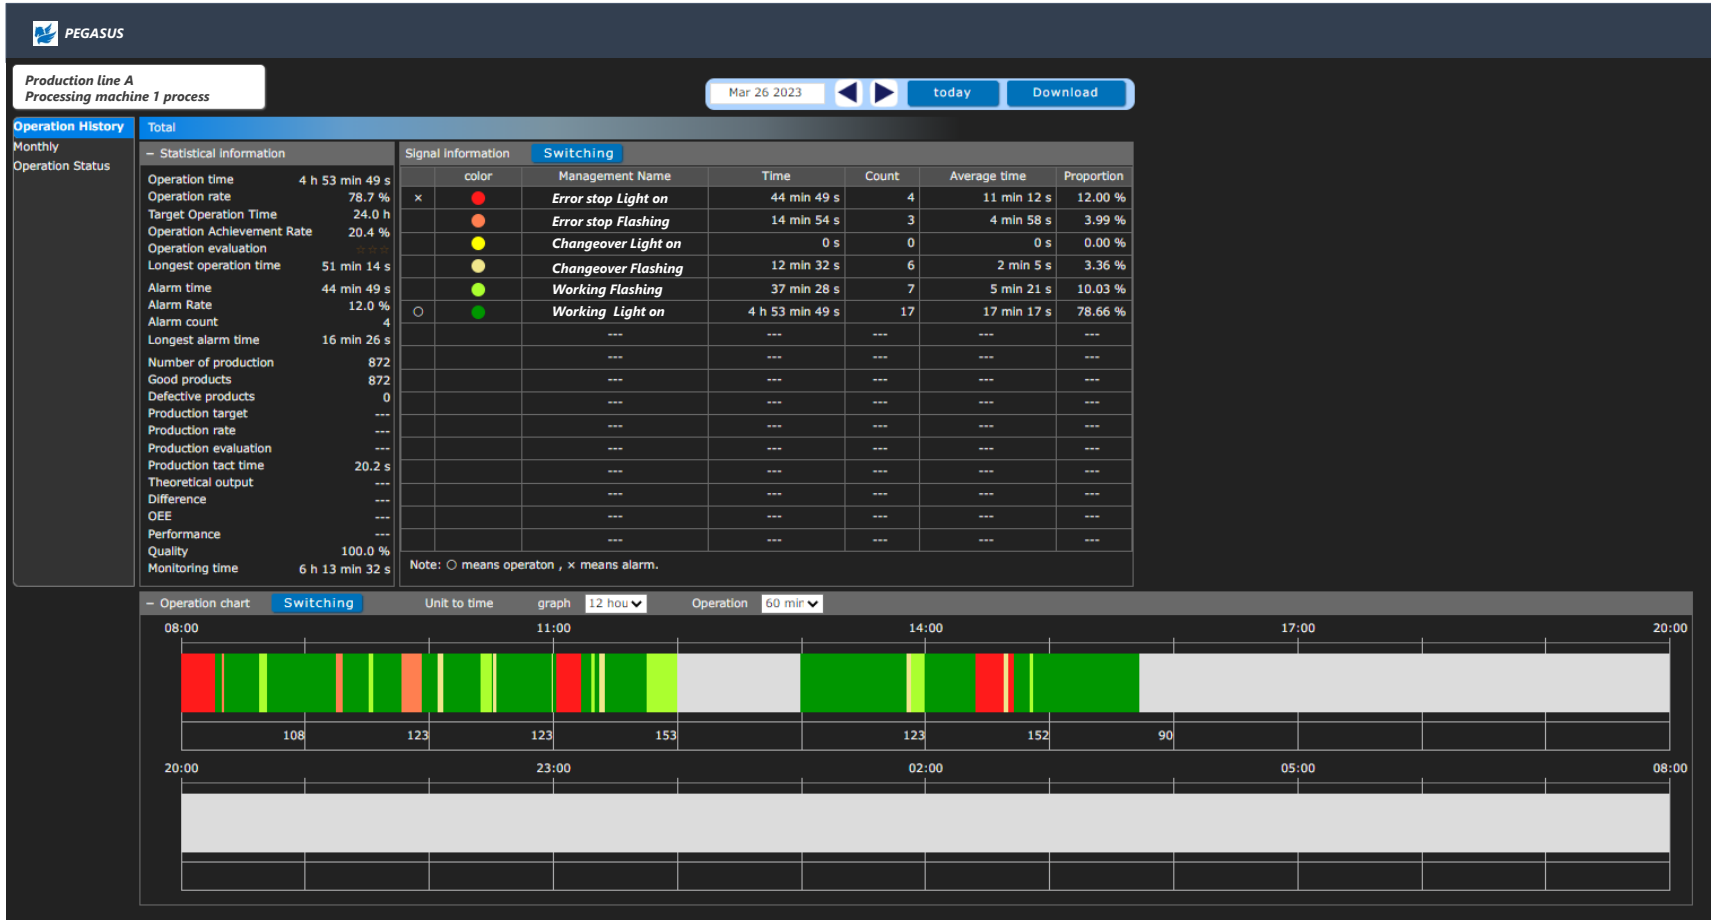 PEGASUS
Production line A
Processing machine 1 process
Mar 26 2023 today Download
Operation History
Monthly
Operation Status
Total
− Statistical information
Operation time 4 h 53 min 49 s
Operation rate 78.7 %
Target Operation Time 24.0 h
Operation Achievement Rate 20.4 %
Operation evaluation ☆☆☆
Longest operation time 51 min 14 s
Alarm time 44 min 49 s
Alarm Rate 12.0 %
Alarm count 4
Longest alarm time 16 min 26 s
Number of production 872
Good products 872
Defective products 0
Production target ---
Production rate ---
Production evaluation ---
Production tact time 20.2 s
Theoretical output ---
Difference ---
OEE ---
Performance ---
Quality 100.0 %
Monitoring time 6 h 13 min 32 s
Signal information Switching
color Management Name Time Count Average time Proportion
× Error stop Light on 44 min 49 s 4 11 min 12 s 12.00 %
Error stop Flashing 14 min 54 s 3 4 min 58 s 3.99 %
Changeover Light on 0 s 0 0 s 0.00 %
Changeover Flashing 12 min 32 s 6 2 min 5 s 3.36 %
Working Flashing 37 min 28 s 7 5 min 21 s 10.03 %
○ Working Light on 4 h 53 min 49 s 17 17 min 17 s 78.66 %
--- --- --- --- ---
--- --- --- --- ---
--- --- --- --- ---
--- --- --- --- ---
--- --- --- --- ---
--- --- --- --- ---
--- --- --- --- ---
--- --- --- --- ---
--- --- --- --- ---
--- --- --- --- ---
Note: ○ means operaton , × means alarm.
− Operation chart Switching Unit to time graph 12 hou Operation 60 min
08:00 11:00 14:00 17:00 20:00
108 123 123 153 123 152 90
20:00 23:00 02:00 05:00 08:00